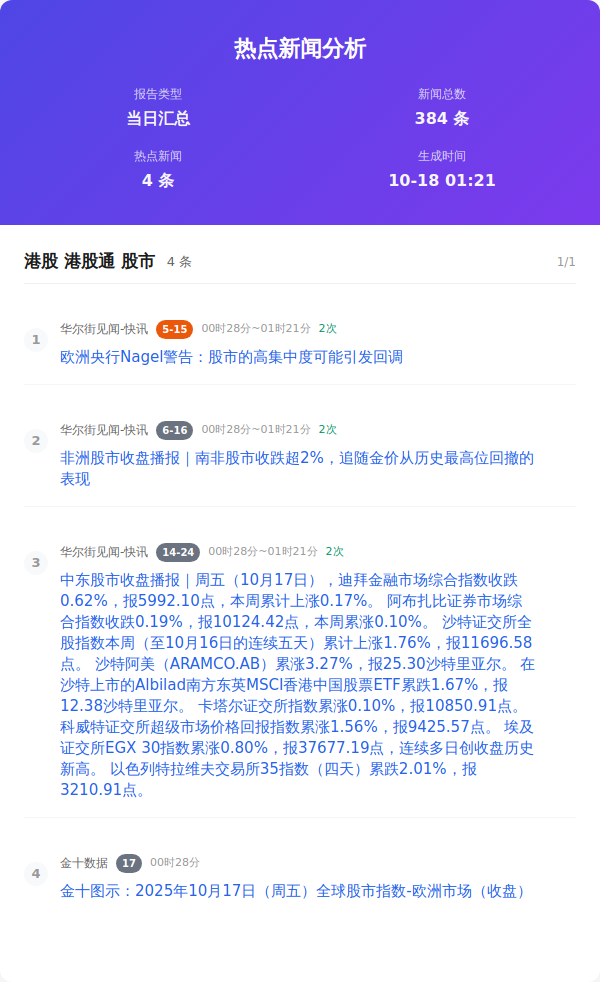 热点新闻分析
报告类型
当日汇总
新闻总数
384 条
热点新闻
4 条
生成时间
10-18 01:21
港股 港股通 股市 4 条 1/1
1
华尔街见闻-快讯 5-15 00时28分~01时21分 2次
欧洲央行Nagel警告：股市的高集中度可能引发回调
2
华尔街见闻-快讯 6-16 00时28分~01时21分 2次
非洲股市收盘播报｜南非股市收跌超2%，追随金价从历史最高位回撤的
表现
3
华尔街见闻-快讯 14-24 00时28分~01时21分 2次
中东股市收盘播报｜周五（10月17日），迪拜金融市场综合指数收跌
0.62%，报5992.10点，本周累计上涨0.17%。 阿布扎比证券市场综
合指数收跌0.19%，报10124.42点，本周累涨0.10%。 沙特证交所全
股指数本周（至10月16日的连续五天）累计上涨1.76%，报11696.58
点。 沙特阿美（ARAMCO.AB）累涨3.27%，报25.30沙特里亚尔。 在
沙特上市的Albilad南方东英MSCI香港中国股票ETF累跌1.67%，报
12.38沙特里亚尔。 卡塔尔证交所指数累涨0.10%，报10850.91点。
科威特证交所超级市场价格回报指数累涨1.56%，报9425.57点。 埃及
证交所EGX 30指数累涨0.80%，报37677.19点，连续多日创收盘历史
新高。 以色列特拉维夫交易所35指数（四天）累跌2.01%，报
3210.91点。
4
金十数据 17 00时28分
金十图示：2025年10月17日（周五）全球股市指数-欧洲市场（收盘）